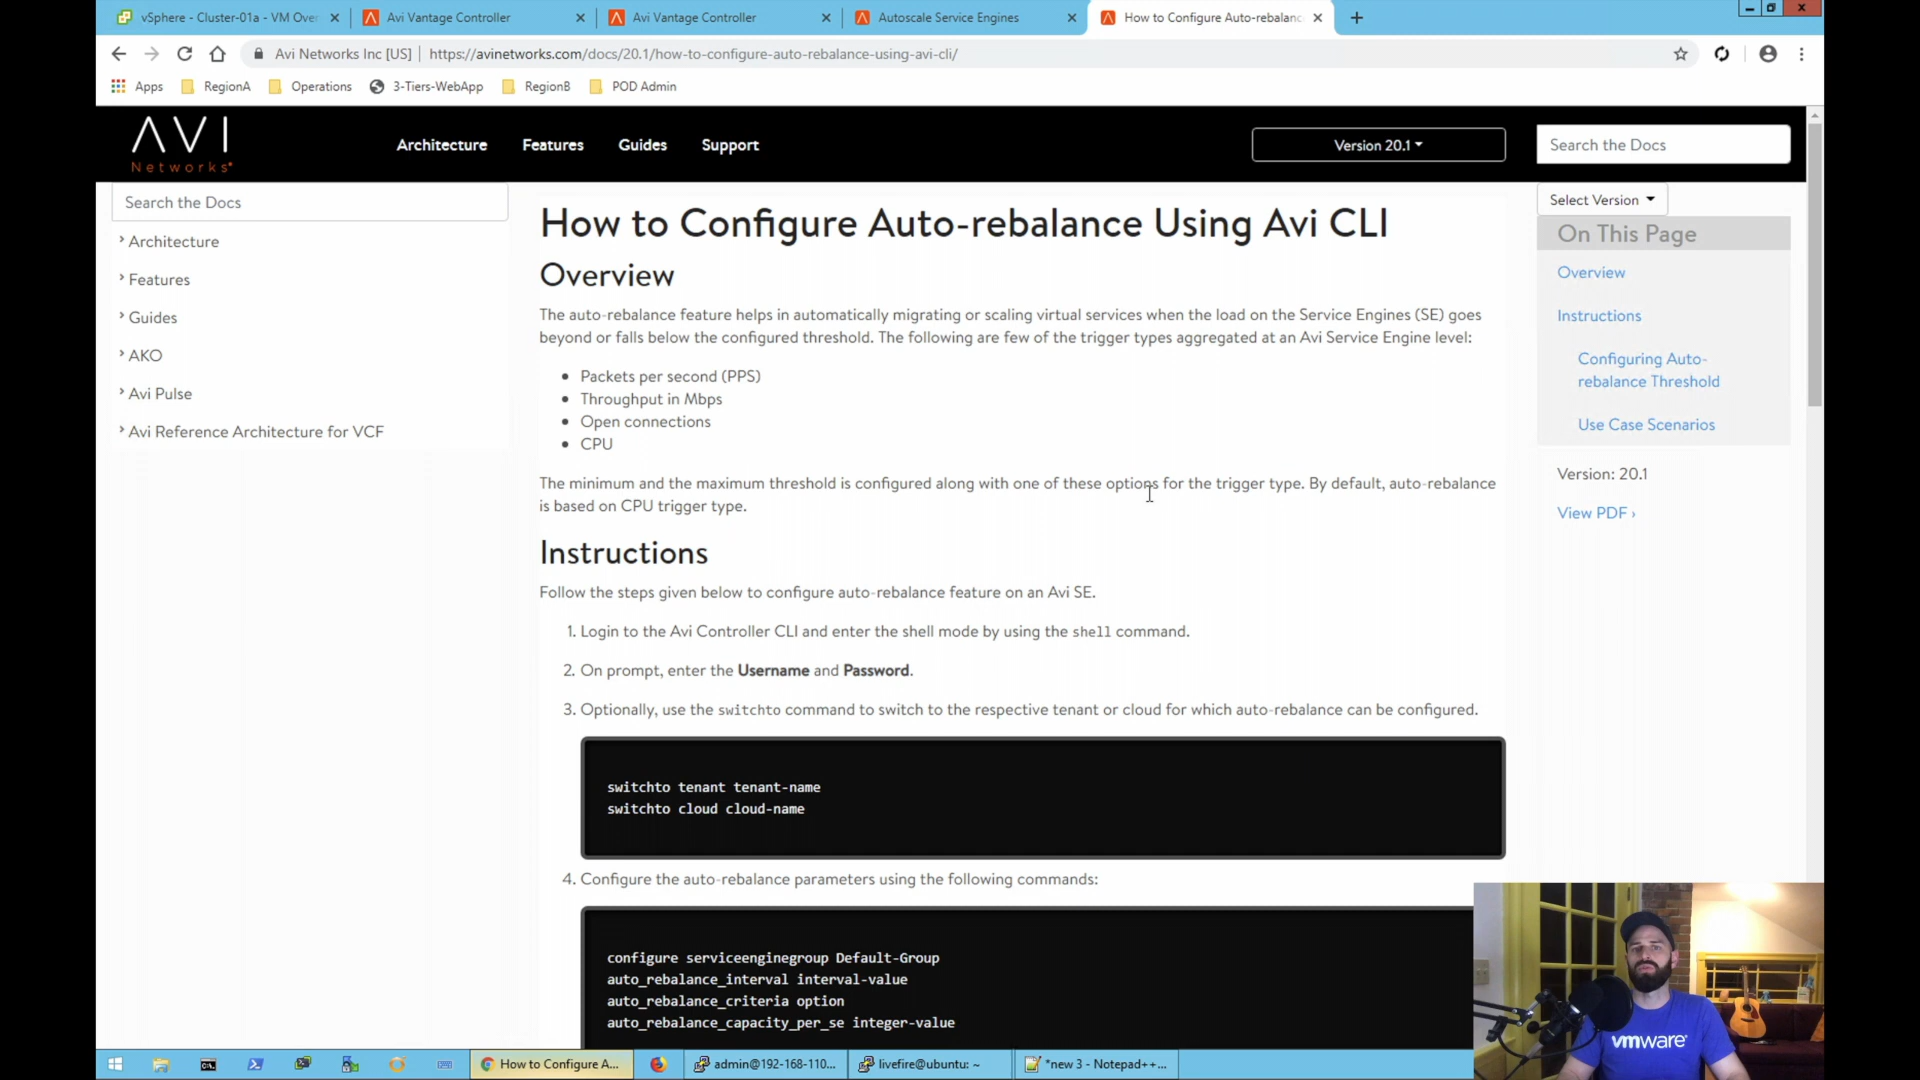 vSphere - Cluster-01a - VM Over
Avi Vantage Controller
Avi Vantage Controller
Autoscale Service Engines
How to Configure Auto-rebalanc
Avi Networks Inc [US]
https://avinetworks.com/docs/20.1/how-to-configure-auto-rebalance-using-avi-cli/
Apps
RegionA
Operations
3-Tiers-WebApp
RegionB
POD Admin
AVI
Networks
Architecture
Features
Guides
Support
Version 20.1
Search the Docs
Search the Docs
Architecture
Features
Guides
AKO
Avi Pulse
Avi Reference Architecture for VCF
How to Configure Auto-rebalance Using Avi CLI
Overview
The auto-rebalance feature helps in automatically migrating or scaling virtual services when the load on the Service Engines (SE) goes
beyond or falls below the configured threshold. The following are few of the trigger types aggregated at an Avi Service Engine level:
• Packets per second (PPS)
• Throughput in Mbps
• Open connections
• CPU
The minimum and the maximum threshold is configured along with one of these options for the trigger type. By default, auto-rebalance
is based on CPU trigger type.
Instructions
Follow the steps given below to configure auto-rebalance feature on an Avi SE.
1. Login to the Avi Controller CLI and enter the shell mode by using the shell command.
2. On prompt, enter the Username and Password.
3. Optionally, use the switchto command to switch to the respective tenant or cloud for which auto-rebalance can be configured.
switchto tenant tenant-name
switchto cloud cloud-name
4. Configure the auto-rebalance parameters using the following commands:
configure serviceenginegroup Default-Group
auto_rebalance_interval interval-value
auto_rebalance_criteria option
auto_rebalance_capacity_per_se integer-value
Select Version
On This Page
Overview
Instructions
Configuring Auto-
rebalance Threshold
Use Case Scenarios
Version: 20.1
View PDF ›
vmware
How to Configure A...
admin@192-168-110...
livefire@ubuntu: ~
*new 3 - Notepad++...